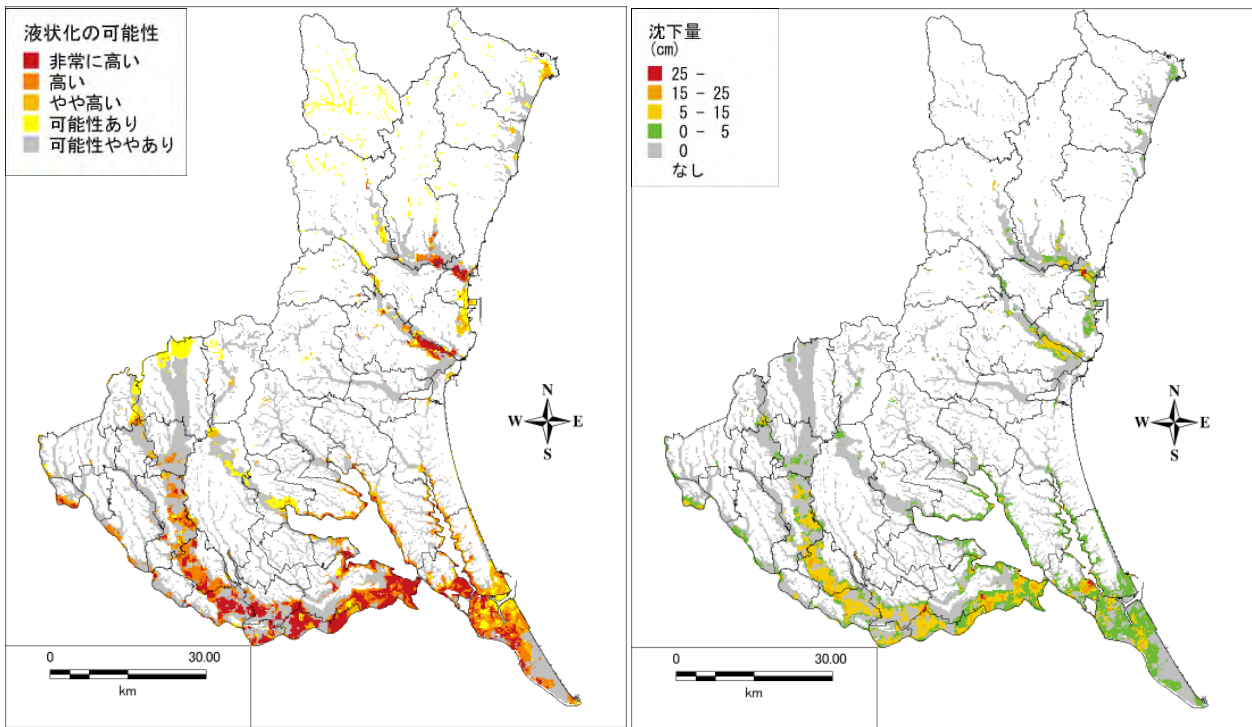 液状化の可能性
非常に高い
高い
やや高い
可能性あり
可能性ややあり
N
W E
S
0 30.00
km
沈下量
(cm)
25 -
15 - 25
5 - 15
0 - 5
0
なし
N
W E
S
0 30.00
km